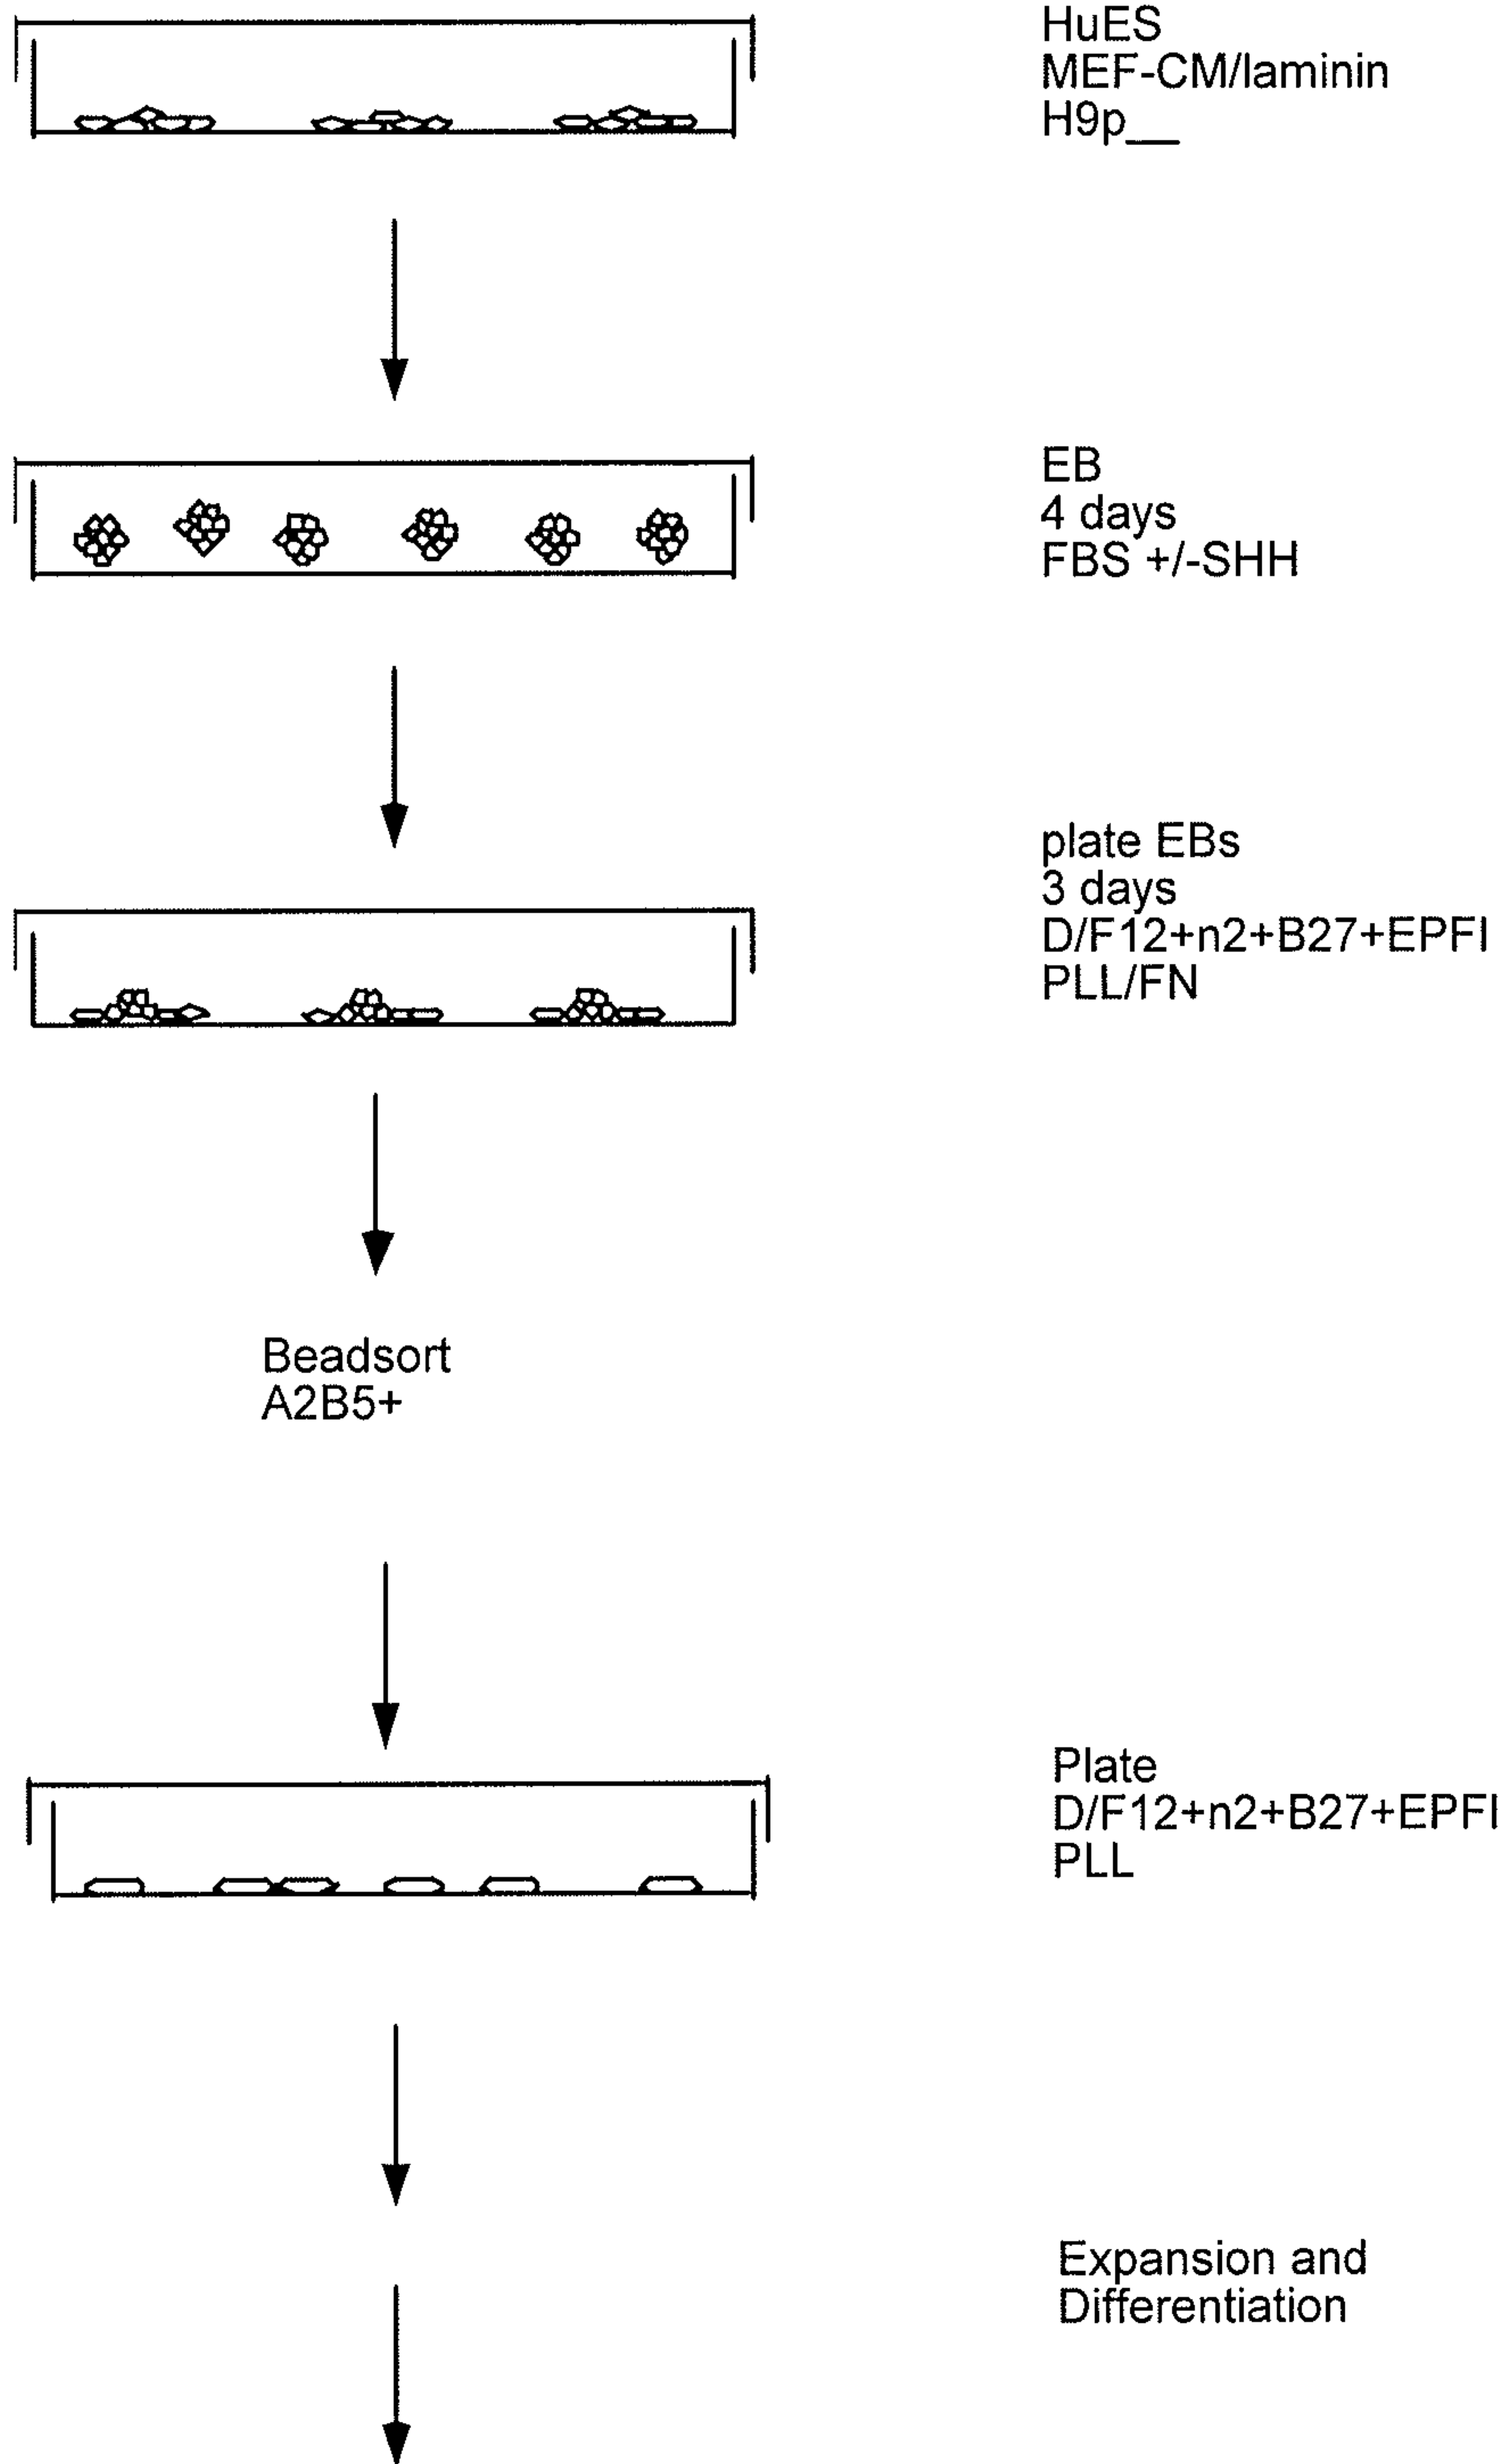 HuES
MEF-CM/laminin
H9p__
EB
4 days
FBS +/-SHH
plate EBs
3 days
D/F12+n2+B27+EPFI
PLL/FN
Beadsort
A2B5+
Plate
D/F12+n2+B27+EPFI
PLL
Expansion and
Differentiation